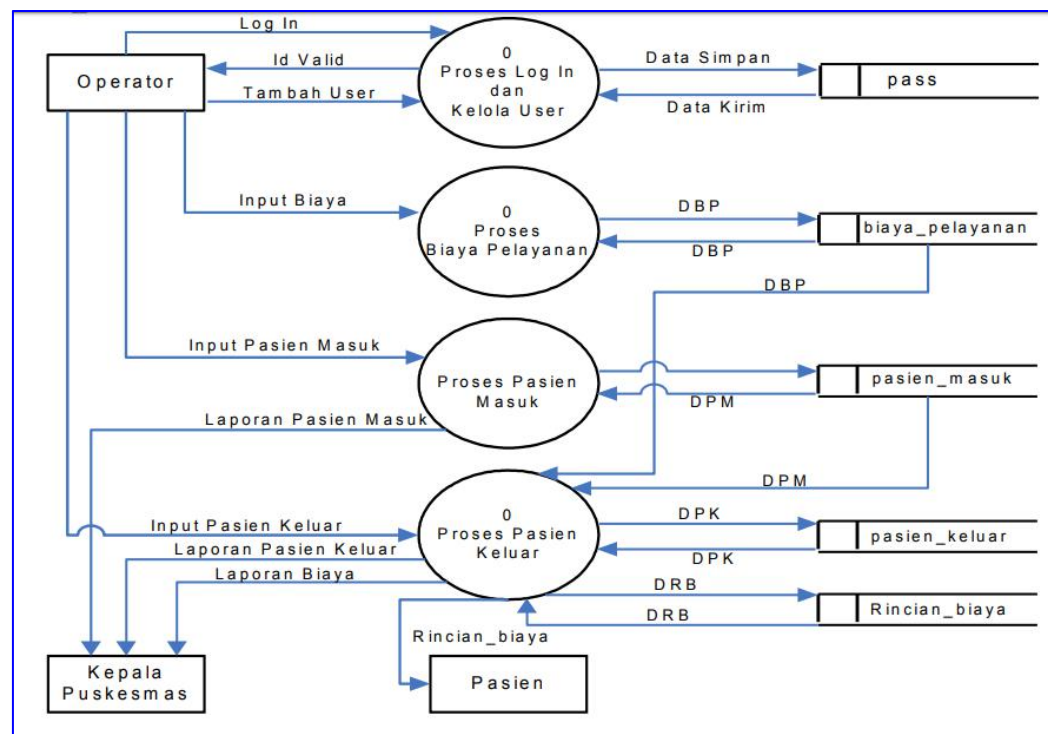 Log In
Operator
Id Valid
Tambah User
0
Proses Log In
dan
Kelola User
Data Simpan
Data Kirim
pass
Input Biaya
0
Proses
Biaya Pelayanan
DBP
DBP
biaya_pelayanan
DBP
Input Pasien Masuk
Proses Pasien
Masuk
DPM
pasien_masuk
Laporan Pasien Masuk
DPM
Input Pasien Keluar
Laporan Pasien Keluar
Laporan Biaya
0
Proses Pasien
Keluar
DPK
DPK
pasien_keluar
DRB
DRB
Rincian_biaya
Rincian_biaya
Kepala
Puskesmas
Pasien